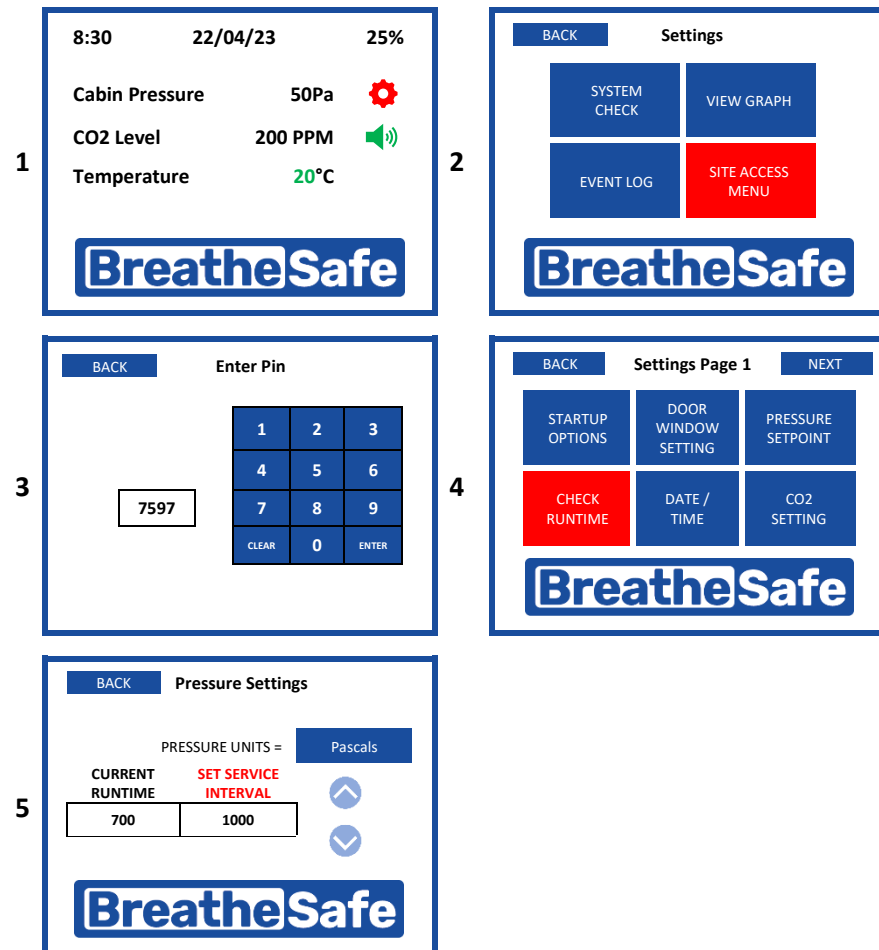 1
8:30 22/04/23 25%
Cabin Pressure 50Pa
CO2 Level 200 PPM
Temperature 20°C
BreatheSafe
2
BACK Settings
SYSTEM
CHECK
VIEW GRAPH
EVENT LOG
SITE ACCESS
MENU
BreatheSafe
3
BACK Enter Pin
1 2 3
4 5 6
7597
7 8 9
CLEAR 0 ENTER
4
BACK Settings Page 1 NEXT
STARTUP
OPTIONS
DOOR
WINDOW
SETTING
PRESSURE
SETPOINT
CHECK
RUNTIME
DATE /
TIME
CO2
SETTING
BreatheSafe
5
BACK Pressure Settings
PRESSURE UNITS = Pascals
CURRENT
RUNTIME
SET SERVICE
INTERVAL
700 1000
BreatheSafe